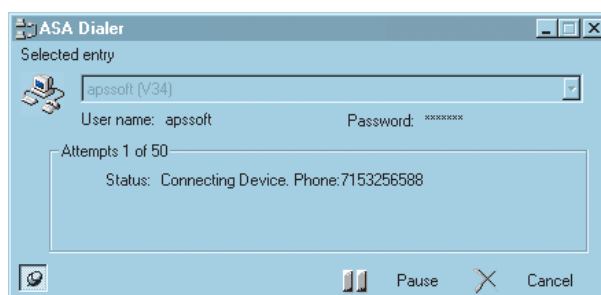 ASA Dialer
Selected entry
apssoft (V34)
User name: apssoft Password: *******
Attempts 1 of 50
Status: Connecting Device. Phone:7153256588
Pause Cancel